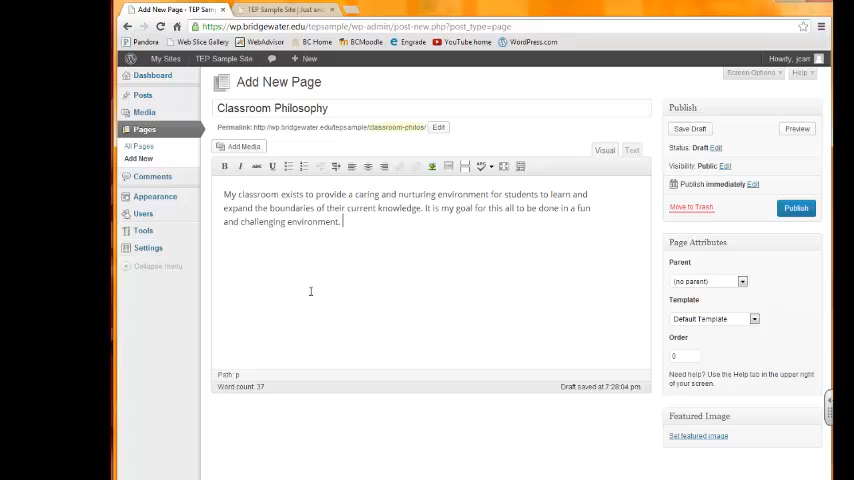 Add New Page ‹ TEP Samp
TEP Sample Site | Just and
https://wp.bridgewater.edu/tepsample/wp-admin/post-new.php?post_type=page
Pandora Web Slice Gallery WebAdvisor BC Home BCMoodle Engrade YouTube home WordPress.com
My Sites TEP Sample Site + New Howdy, jcarr
Screen Options Help
Dashboard
Posts
Media
Pages
All Pages
Add New
Comments
Appearance
Users
Tools
Settings
Collapse menu
Add New Page
Classroom Philosophy
Permalink: http://wp.bridgewater.edu/tepsample/classroom-philos/ Edit
Add Media
Visual Text
B I ABC U
My classroom exists to provide a caring and nurturing environment for students to learn and
expand the boundaries of their current knowledge. It is my goal for this all to be done in a fun
and challenging environment.
Path: p
Word count: 37 Draft saved at 7:28:04 pm.
Publish
Save Draft Preview
Status: Draft Edit
Visibility: Public Edit
Publish immediately Edit
Move to Trash Publish
Page Attributes
Parent
(no parent)
Template
Default Template
Order
0
Need help? Use the Help tab in the upper right
of your screen.
Featured Image
Set featured image